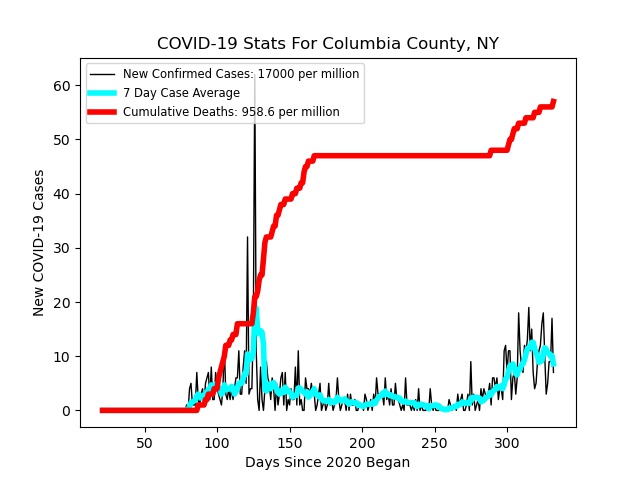 COVID-19 Stats For Columbia County, NY
New Confirmed Cases: 17000 per million
7 Day Case Average
Cumulative Deaths: 958.6 per million
60
50
40
30
20
10
0
New COVID-19 Cases
50 100 150 200 250 300
Days Since 2020 Began